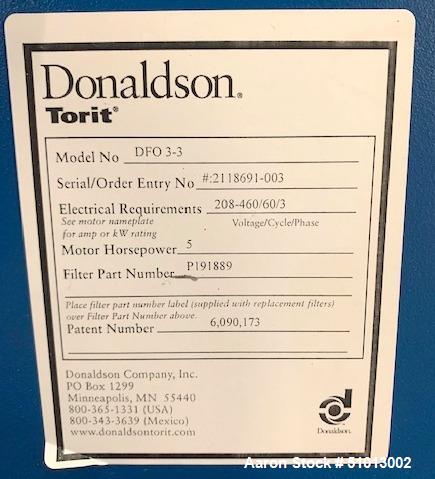 Donaldson®
Torit®
Model No DFO 3-3
Serial/Order Entry No #:2118691-003
Electrical Requirements 208-460/60/3
See motor nameplate Voltage/Cycle/Phase
for amp or kW rating
Motor Horsepower 5
Filter Part Number P191889
Place filter part number label (supplied with replacement filters)
over Filter Part Number above.
Patent Number 6,090,173
Donaldson Company, Inc.
PO Box 1299
Minneapolis, MN 55440
800-365-1331 (USA)
800-343-3639 (Mexico)
www.donaldsontorit.com
Donaldson.
Aaron Stock # 51013002